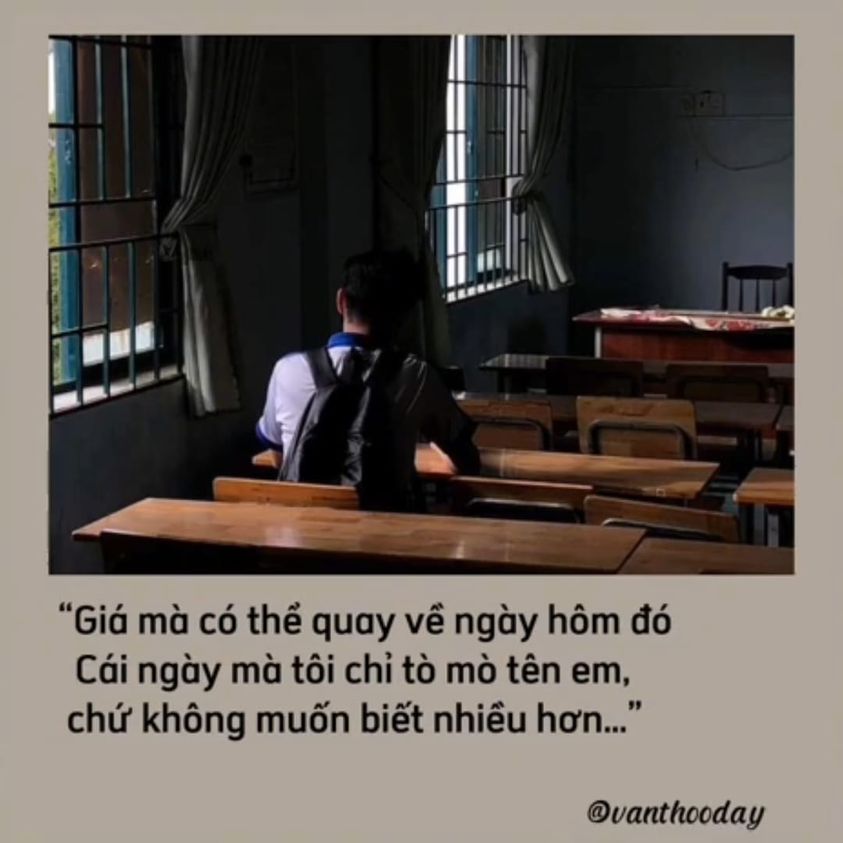 “Giá mà có thể quay về ngày hôm đó
Cái ngày mà tôi chỉ tò mò tên em,
chứ không muốn biết nhiều hơn...”
@vanthooday